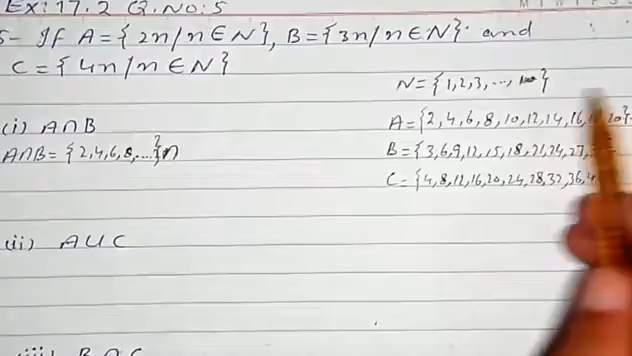 Ex: 17.2 Q.No: 5
5- If A = {2n/n∈N}, B = {3n/n∈N} and
C = {4n/n∈N}
N = {1,2,3,...,
(i) A∩B
A = {2,4,6,8,10,12,14,16,
A∩B = {2,4,6,8,...}∩
B = {3,6,9,12,15,18,21,24,27,
C = {4,8,12,16,20,24,28,32,36,4
(ii) A∪C
(iii) B∩C